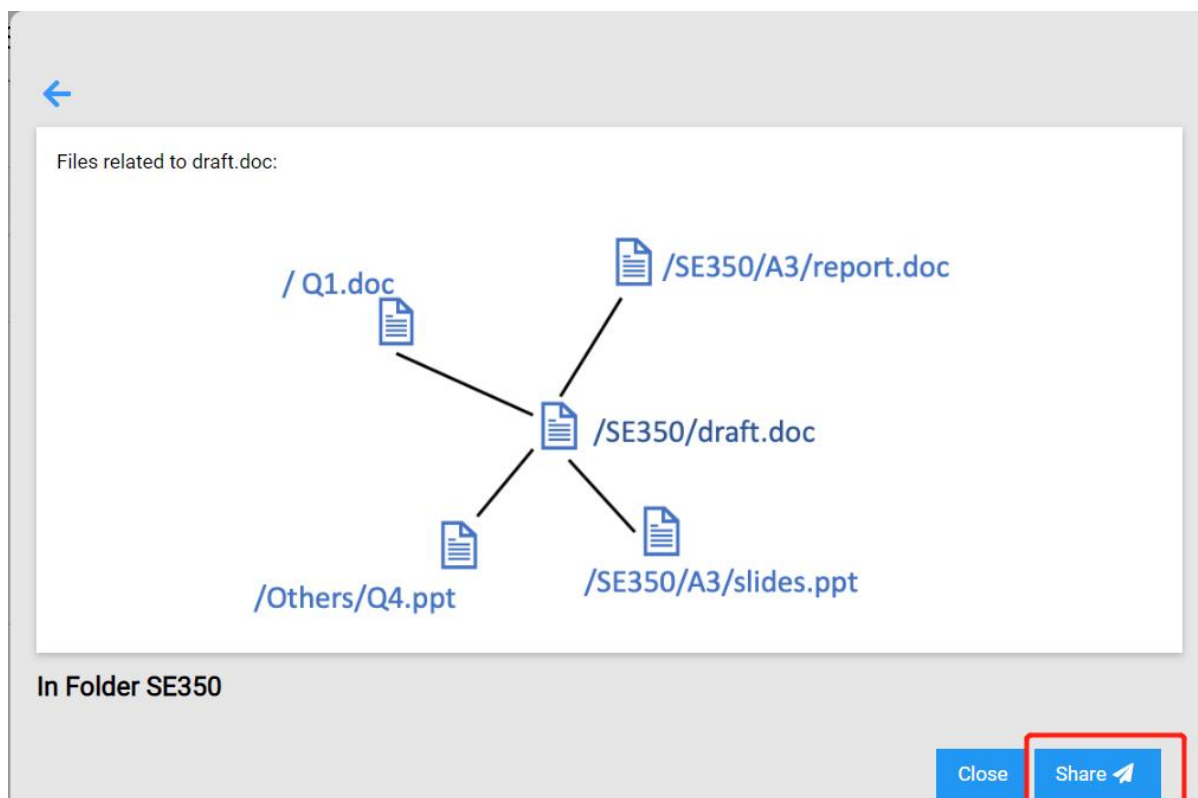 Files related to draft.doc:
/ Q1.doc
/SE350/A3/report.doc
/SE350/draft.doc
/Others/Q4.ppt
/SE350/A3/slides.ppt
In Folder SE350
Close
Share